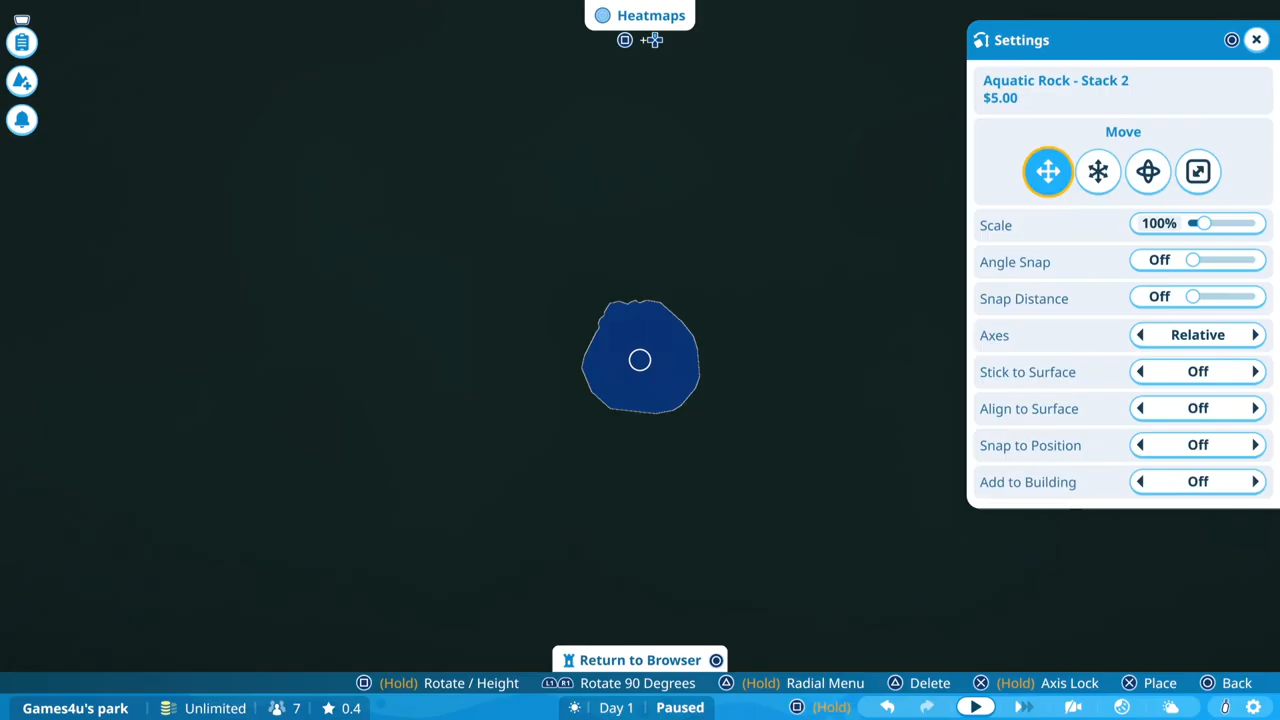 Heatmaps
+
Settings
Aquatic Rock - Stack 2
$5.00
Move
Scale 100%
Angle Snap Off
Snap Distance Off
Axes Relative
Stick to Surface Off
Align to Surface Off
Snap to Position Off
Add to Building Off
Return to Browser
(Hold) Rotate / Height L1 R1 Rotate 90 Degrees (Hold) Radial Menu Delete (Hold) Axis Lock Place Back
Games4u's park Unlimited 7 0.4 Day 1 Paused (Hold)